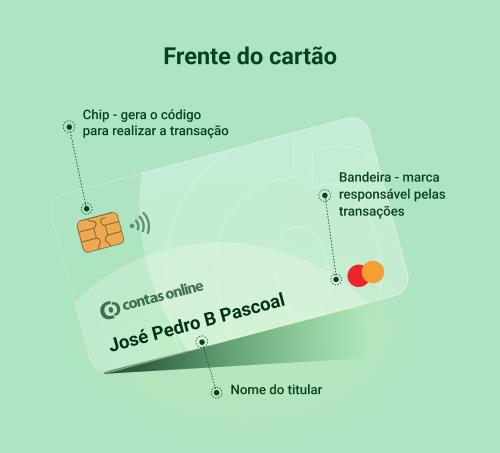 Frente do cartão
Chip - gera o código
para realizar a transação
Bandeira - marca
responsável pelas
transações
contas online
José Pedro B Pascoal
Nome do titular